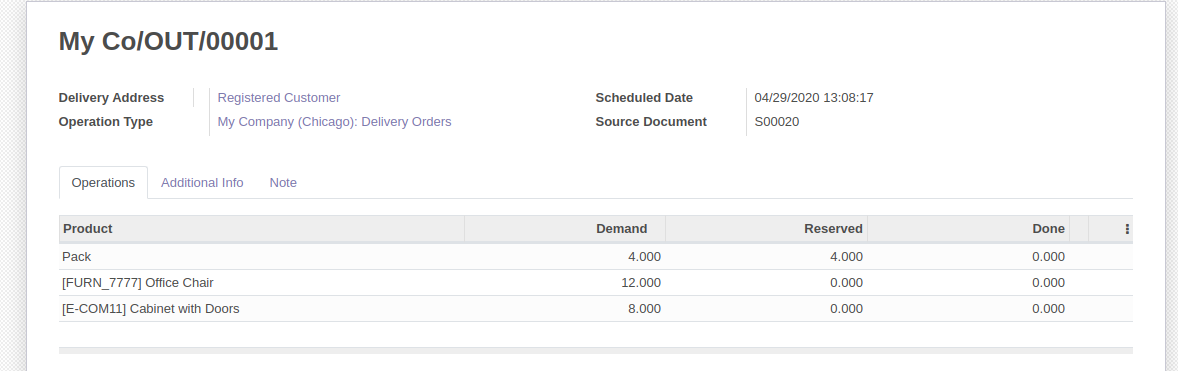 My Co/OUT/00001
Delivery Address Registered Customer Scheduled Date 04/29/2020 13:08:17
Operation Type My Company (Chicago): Delivery Orders Source Document S00020
Operations Additional Info Note
Product Demand Reserved Done
Pack 4.000 4.000 0.000
[FURN_7777] Office Chair 12.000 0.000 0.000
[E-COM11] Cabinet with Doors 8.000 0.000 0.000